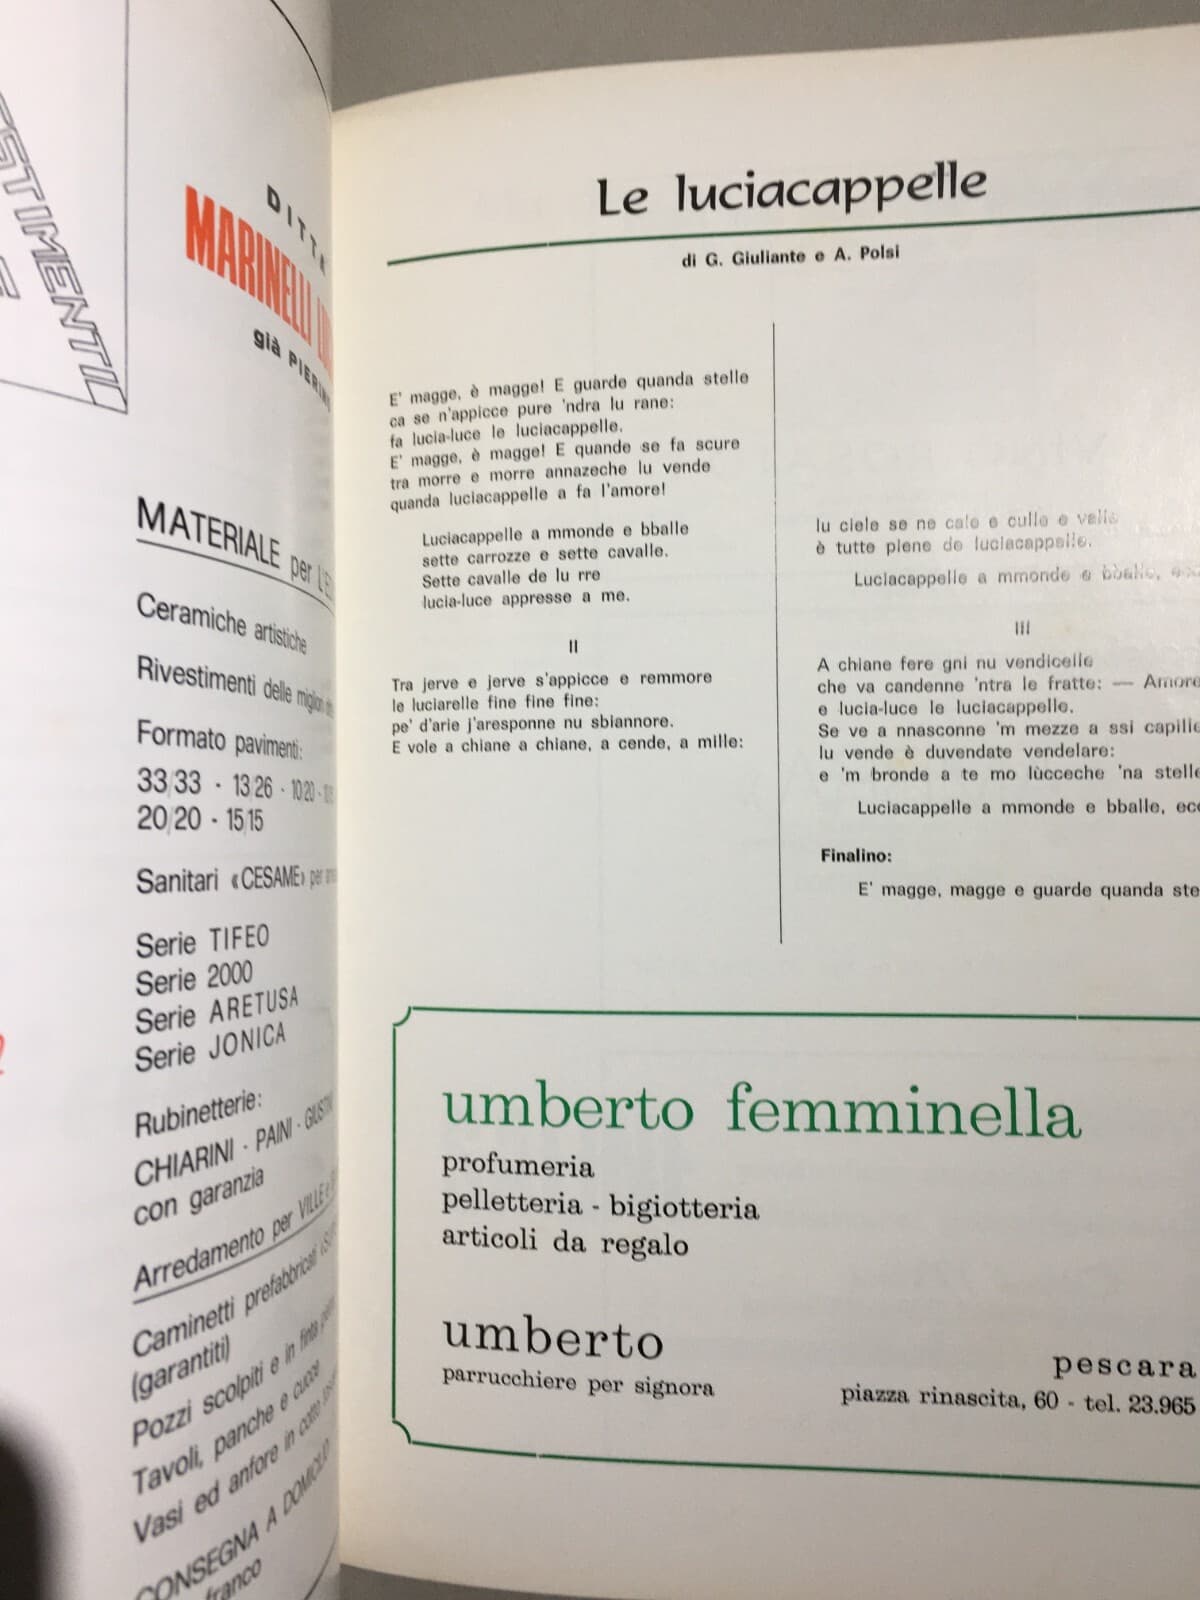 STIMENTI
DITTA
MARINELLI
già PIERIN
MATERIALE per
Ceramiche artistiche
Rivestimenti delle migliori
Formato pavimenti:
33/33 - 13/26 - 10/20 -
20/20 - 15/15
Sanitari «CESAME» per
Serie TIFEO
Serie 2000
Serie ARETUSA
Serie JONICA
Rubinetterie:
CHIARINI - PAINI -
con garanzia
Arredamento per VILLE e
Caminetti prefabbricati
(garantiti)
Pozzi scolpiti e in finta
Tavoli, panche e cucce
Vasi ed anfore in cotto
CONSEGNA A DOMICILIO
franco
Le luciacappelle
di G. Giuliante e A. Polsi
E' magge, è magge! E guarde quanda stelle
ca se n'appicce pure 'ndra lu rane:
fa lucia-luce le luciacappelle.
E' magge, è magge! E quande se fa scure
tra morre e morre annazeche lu vende
quanda luciacappelle a fa l'amore!
Luciacappelle a mmonde e bballe
sette carrozze e sette cavalle.
Sette cavalle de lu rre
lucia-luce appresse a me.
II
Tra jerve e jerve s'appicce e remmore
le luciarelle fine fine fine:
pe' d'arie j'aresponne nu sbiannore.
E vole a chiane a chiane, a cende, a mille:
lu ciele se ne cale e culle e velle
è tutte piene de luciacappelle.
Luciacappelle a mmonde e bballe, ecc
III
A chiane fere gni nu vendicelle
che va candenne 'ntra le fratte: — Amore
e lucia-luce le luciacappelle.
Se ve a nnasconne 'm mezze a ssi capille
lu vende è duvendate vendelare:
e 'm bronde a te mo lùcceche 'na stelle
Luciacappelle a mmonde e bballe, ecc
Finalino:
E' magge, magge e guarde quanda ste
umberto femminella
profumeria
pelletteria - bigiotteria
articoli da regalo
umberto
parrucchiere per signora
pescara
piazza rinascita, 60 - tel. 23.965